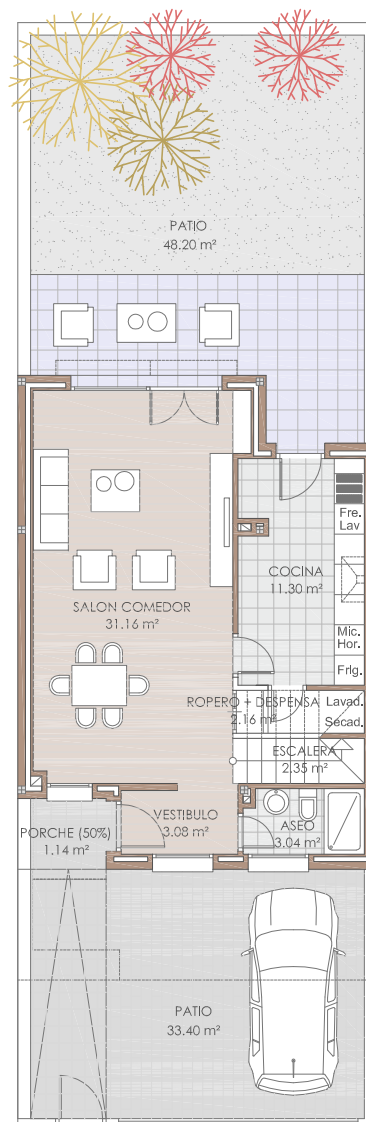 PATIO
48.20 m²
Fre.
Lav
COCINA
11.30 m²
SALON COMEDOR
31.16 m²
Mic.
Hor.
Frig.
ROPERO + DESPENSA
2.16 m²
Lavad.
Secad.
ESCALERA
2.35 m²
VESTIBULO
3.08 m²
ASEO
3.04 m²
PORCHE (50%)
1.14 m²
PATIO
33.40 m²